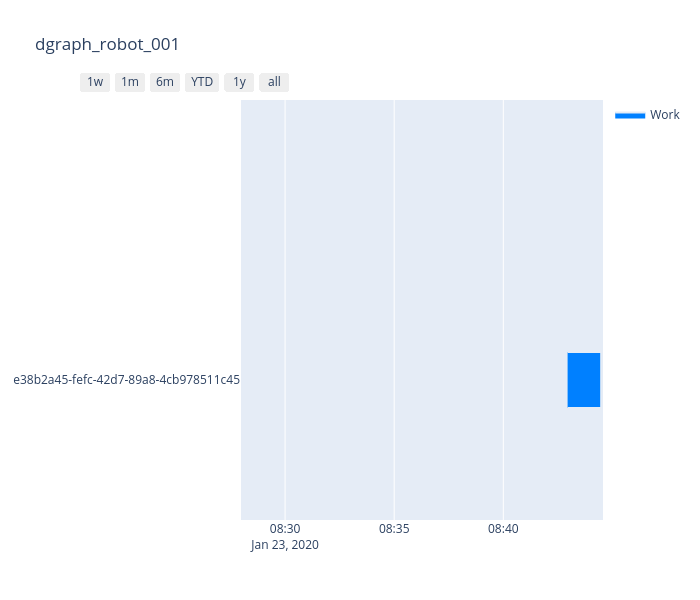 dgraph_robot_001
1w 1m 6m YTD 1y all
Work
e38b2a45-fefc-42d7-89a8-4cb978511c45
08:30 08:35 08:40
Jan 23, 2020